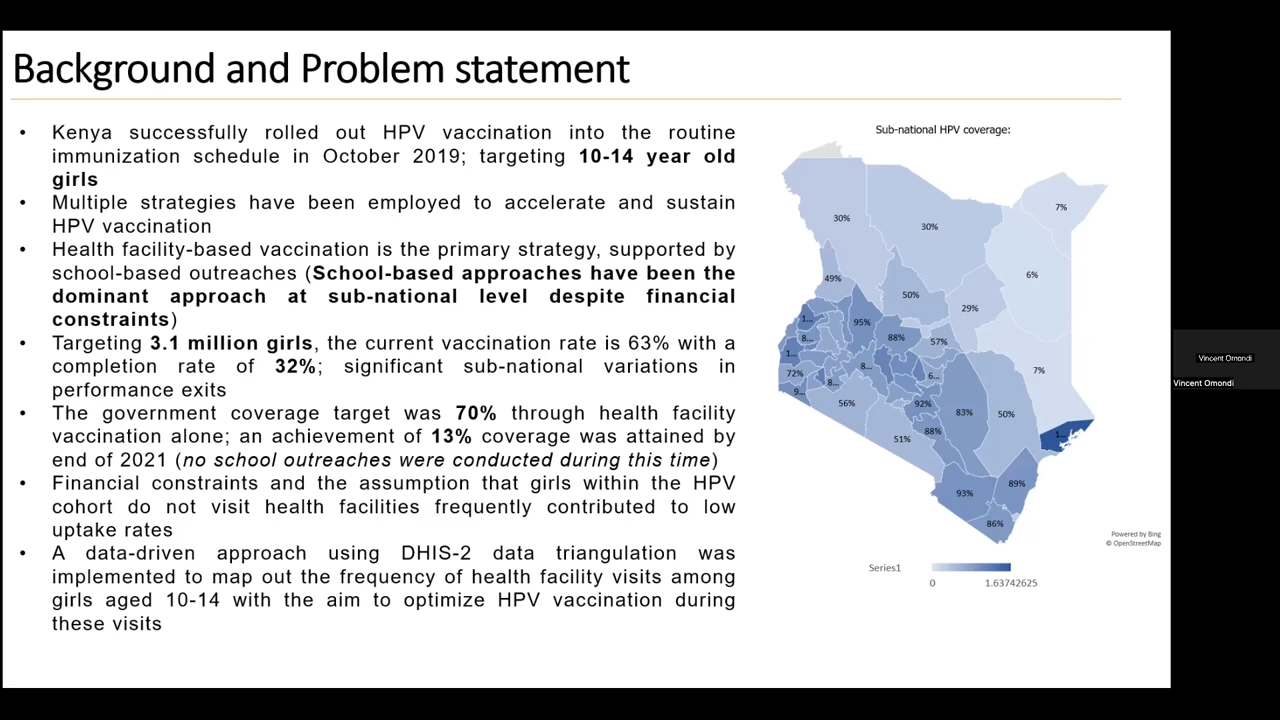 Background and Problem statement
• Kenya successfully rolled out HPV vaccination into the routine
immunization schedule in October 2019; targeting 10-14 year old
girls
• Multiple strategies have been employed to accelerate and sustain
HPV vaccination
• Health facility-based vaccination is the primary strategy, supported by
school-based outreaches (School-based approaches have been the
dominant approach at sub-national level despite financial
constraints)
• Targeting 3.1 million girls, the current vaccination rate is 63% with a
completion rate of 32%; significant sub-national variations in
performance exits
• The government coverage target was 70% through health facility
vaccination alone; an achievement of 13% coverage was attained by
end of 2021 (no school outreaches were conducted during this time)
• Financial constraints and the assumption that girls within the HPV
cohort do not visit health facilities frequently contributed to low
uptake rates
• A data-driven approach using DHIS-2 data triangulation was
implemented to map out the frequency of health facility visits among
girls aged 10-14 with the aim to optimize HPV vaccination during
these visits
Sub-national HPV coverage:
7%
30%
30%
6%
49%
50%
29%
1...
95%
8...
88%
57%
1...
8...
7%
72%
6...
8...
9...
56%
92%
83%
50%
88%
51%
1...
89%
93%
86%
Powered by Bing
© OpenStreetMap
Series1
0
1.63742625
Vincent Omondi
Vincent Omondi